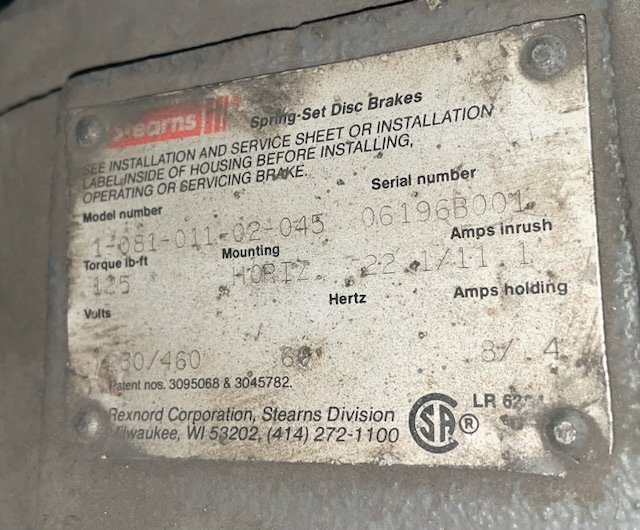 Stearns ® Spring-Set Disc Brakes
SEE INSTALLATION AND SERVICE SHEET OR INSTALLATION
LABEL INSIDE OF HOUSING BEFORE INSTALLING,
OPERATING OR SERVICING BRAKE.
Model number Serial number
1-081-011-02-045 06196B001
Torque lb-ft Mounting Amps inrush
125 HORIZ. 22.1/11.1
Volts Hertz Amps holding
230/460 60 .8/.4
Patent nos. 3095068 & 3045782.
Rexnord Corporation, Stearns Division
Milwaukee, WI 53202, (414) 272-1100
SA ® LR